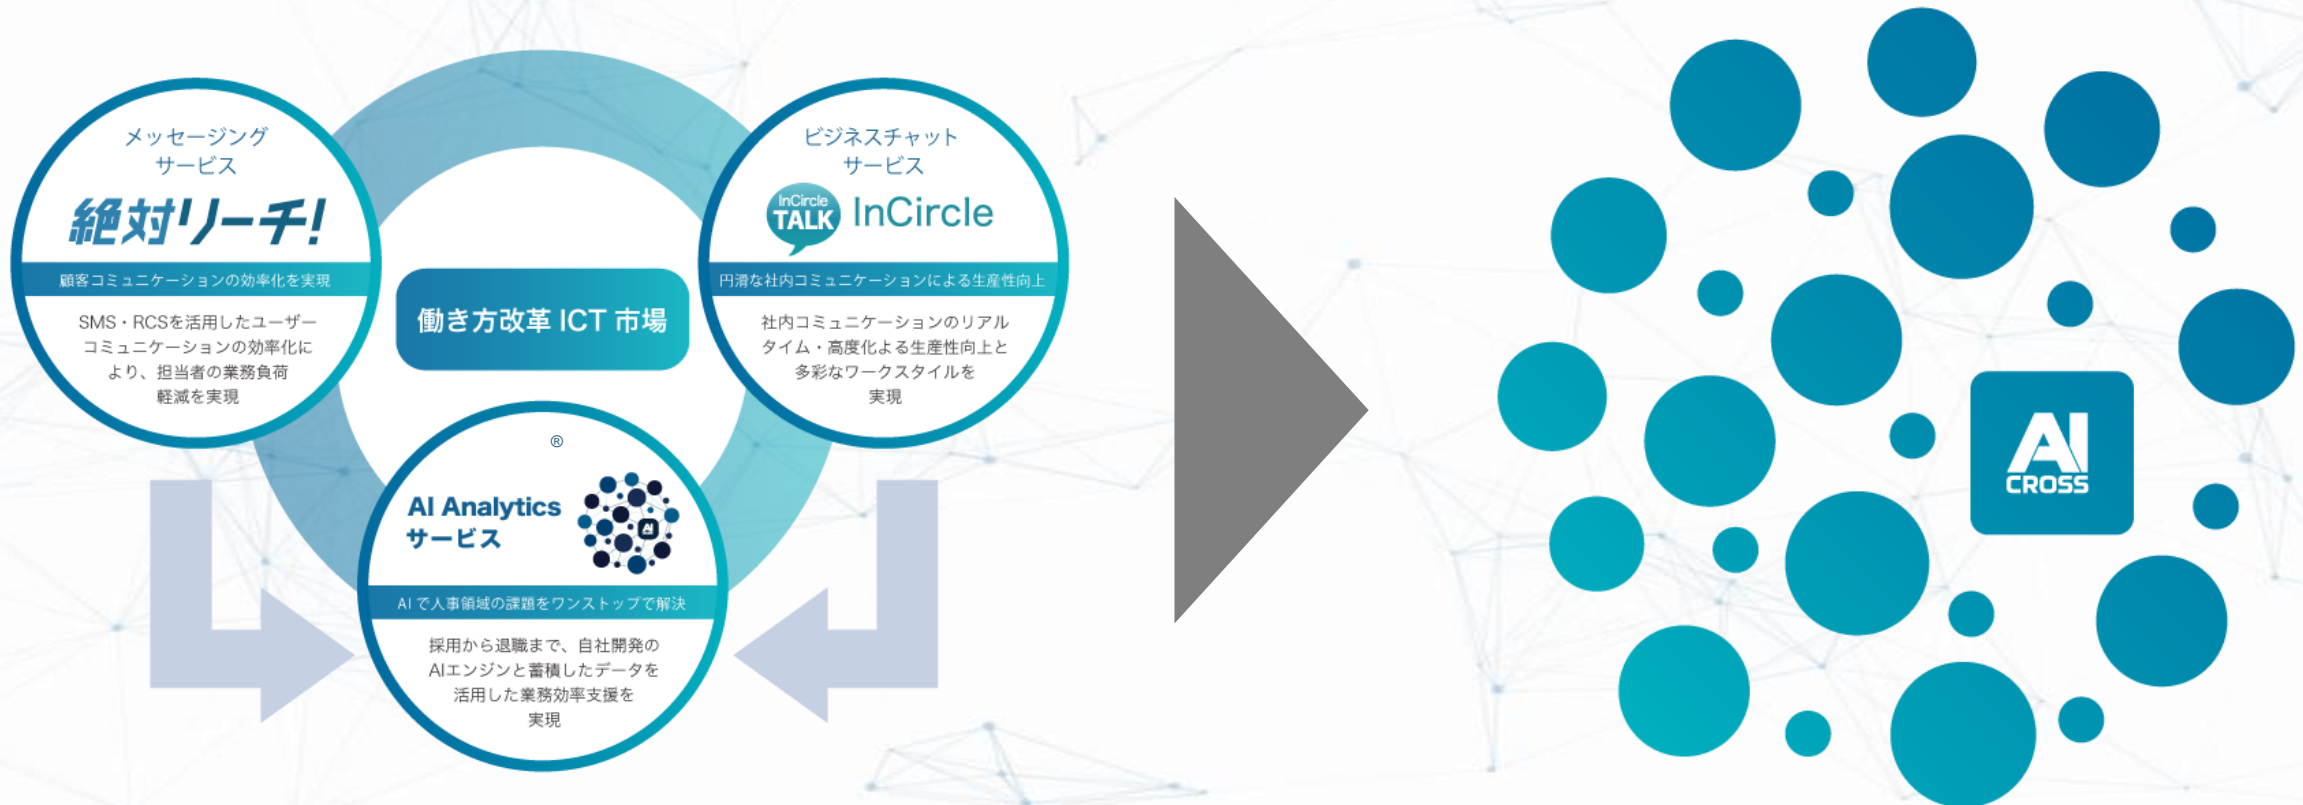 メッセージング
サービス
絶対リーチ!
顧客コミュニケーションの効率化を実現
SMS・RCSを活用したユーザー
コミュニケーションの効率化に
より、担当者の業務負荷
軽減を実現
働き方改革 ICT 市場
ビジネスチャット
サービス
InCircle
TALK
InCircle
円滑な社内コミュニケーションによる生産性向上
社内コミュニケーションのリアル
タイム・高度化よる生産性向上と
多彩なワークスタイルを
実現
®
AI Analytics
サービス
AI
AI で人事領域の課題をワンストップで解決
採用から退職まで、自社開発の
AIエンジンと蓄積したデータを
活用した業務効率支援を
実現
AI
CROSS